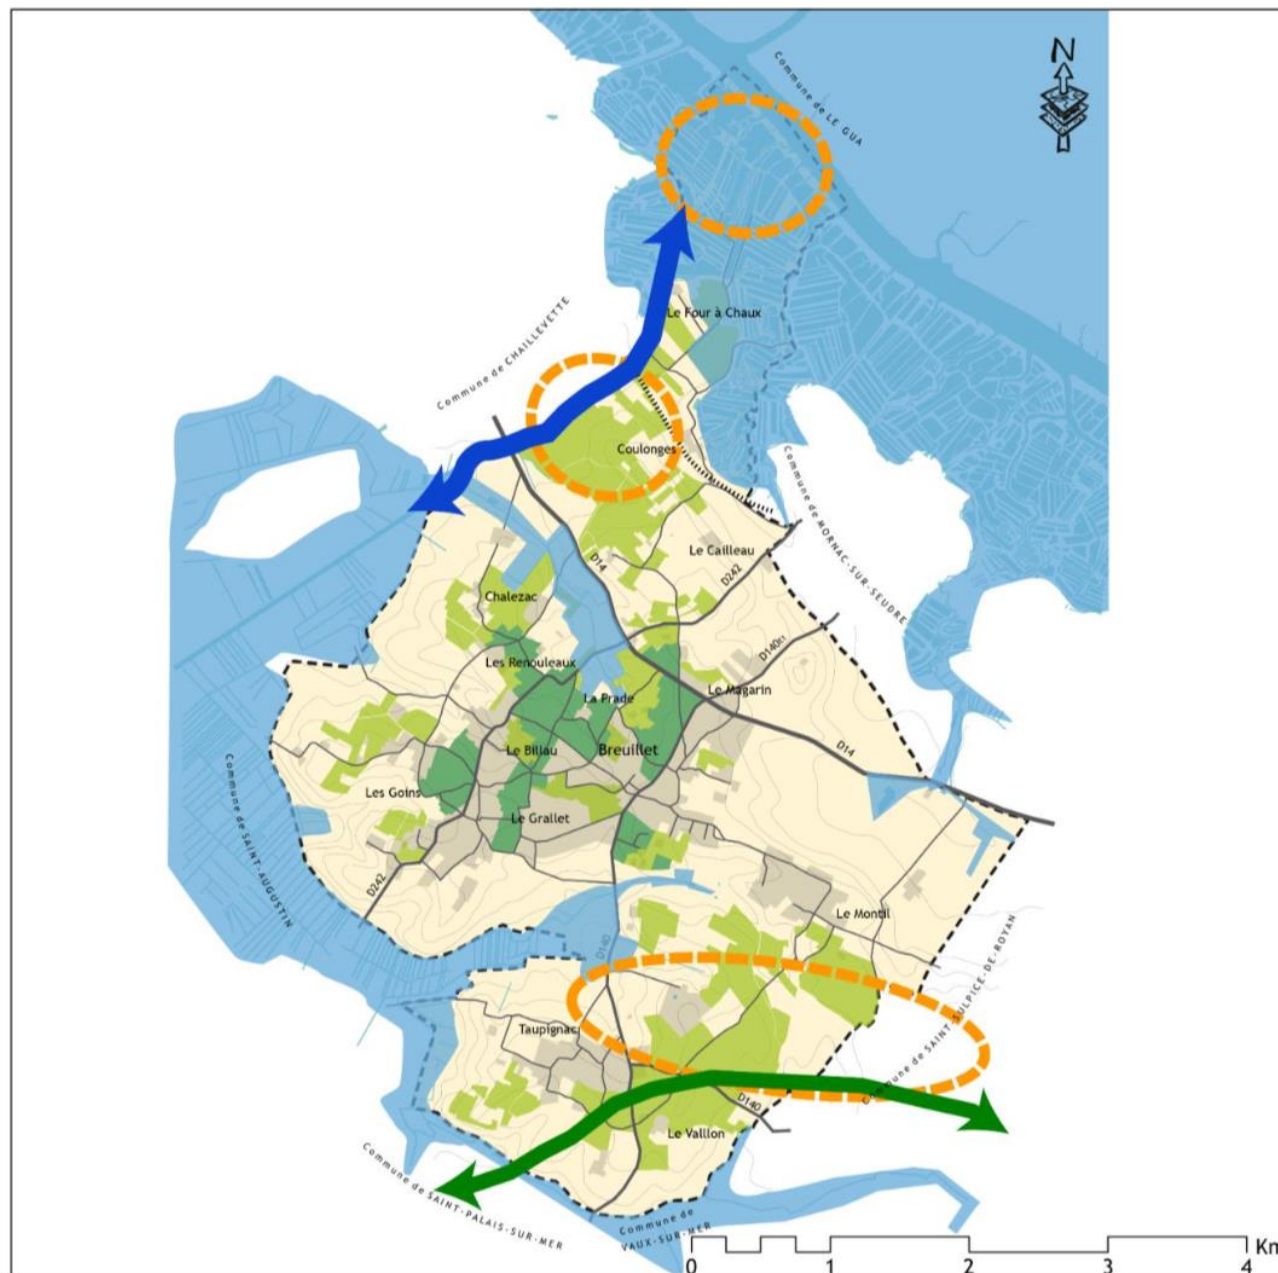 N
Commune de LE GUA
Le Four à Chaux
Commune de CHAILLEVETTE
Coulonges
Commune de MORNAC-SUR-SEUDRE
Le Cailleau
D14
D242
Chalezac
D140E1
Les Renouleaux
Le Magarin
La Prade
Le Billau
Breuillet
D14
Les Goins
Le Grallet
Commune de SAINT-AUGUSTIN
D242
Le Montil
D140
Commune de SAINT-SULPICE-DE-ROYAN
Taupignac
D140
Le Valllon
Commune de SAINT-PALAIS-SUR-MER
Commune de
VAUX-SUR-MER
Km
0 1 2 3 4